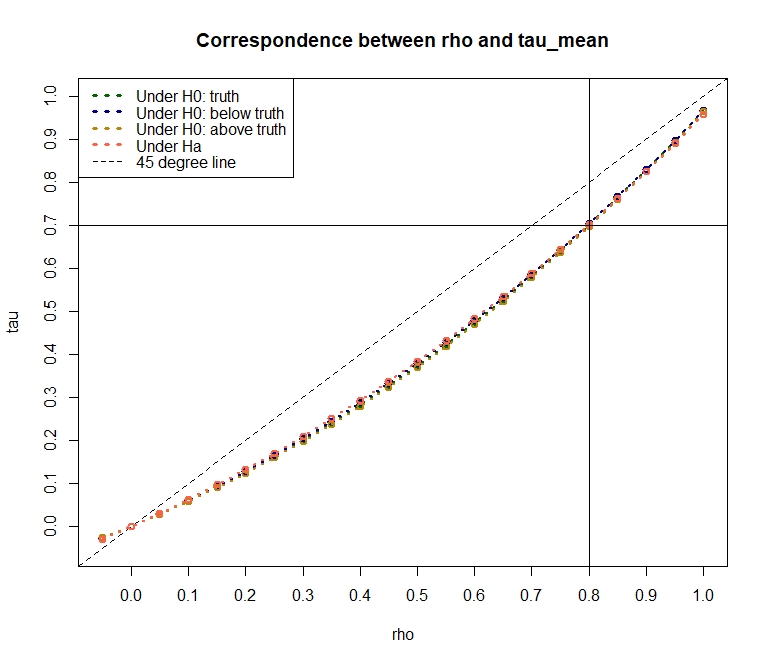 Correspondence between rho and tau_mean
Under H0: truth
Under H0: below truth
Under H0: above truth
Under Ha
45 degree line
1.0
0.9
0.8
0.7
0.6
0.5
0.4
0.3
0.2
0.1
0.0
tau
0.0 0.1 0.2 0.3 0.4 0.5 0.6 0.7 0.8 0.9 1.0
rho